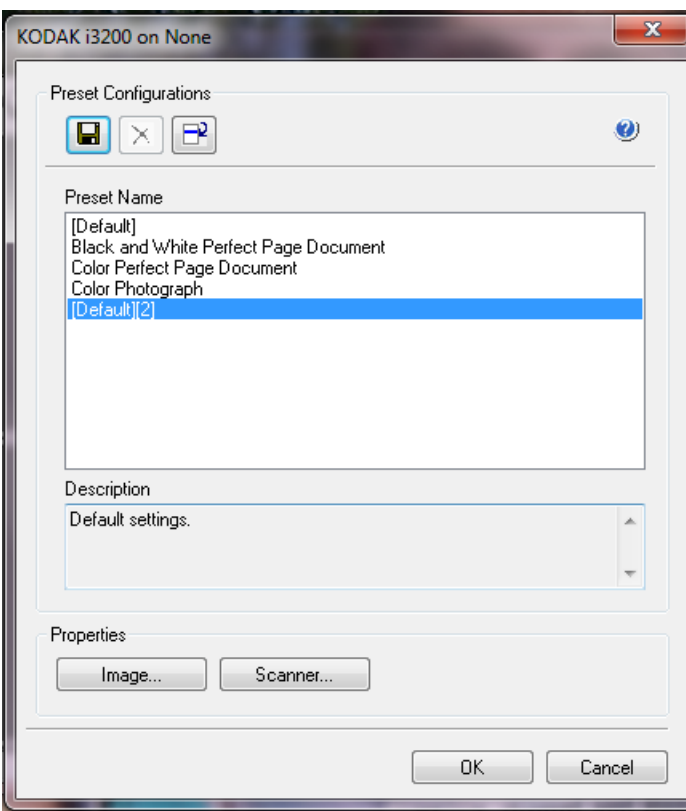 KODAK i3200 on None
Preset Configurations
Preset Name
[Default]
Black and White Perfect Page Document
Color Perfect Page Document
Color Photograph
[Default][2]
Description
Default settings.
Properties
Image...
Scanner...
OK
Cancel